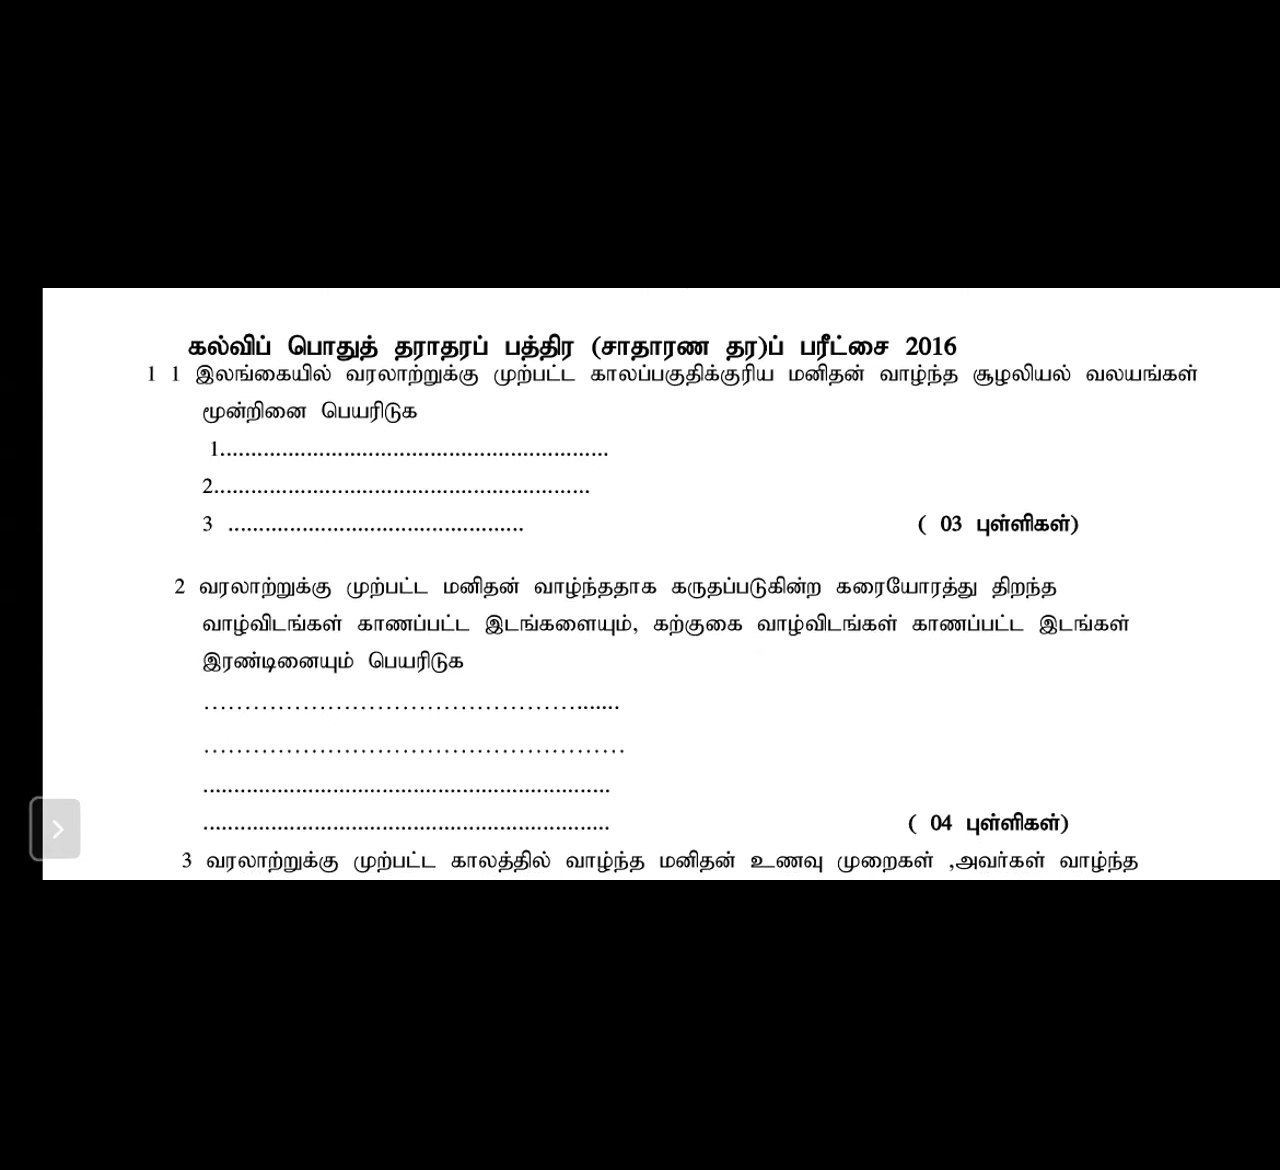 கல்விப் பொதுத் தராதரப் பத்திர (சாதாரண தர)ப் பரீட்சை 2016
1 1 இலங்கையில் வரலாற்றுக்கு முற்பட்ட காலப்பகுதிக்குரிய மனிதன் வாழ்ந்த சூழலியல் வலயங்கள்
மூன்றினை பெயரிடுக
1...............................................................
2.............................................................
3 ................................................ ( 03 புள்ளிகள்)
2 வரலாற்றுக்கு முற்பட்ட மனிதன் வாழ்ந்ததாக கருதப்படுகின்ற கரையோரத்து திறந்த
வாழ்விடங்கள் காணப்பட்ட இடங்களையும், கற்குகை வாழ்விடங்கள் காணப்பட்ட இடங்கள்
இரண்டினையும் பெயரிடுக
……………………………………….......
……………………………………………
..................................................................
.................................................................. ( 04 புள்ளிகள்)
3 வரலாற்றுக்கு முற்பட்ட காலத்தில் வாழ்ந்த மனிதன் உணவு முறைகள் ,அவர்கள் வாழ்ந்த